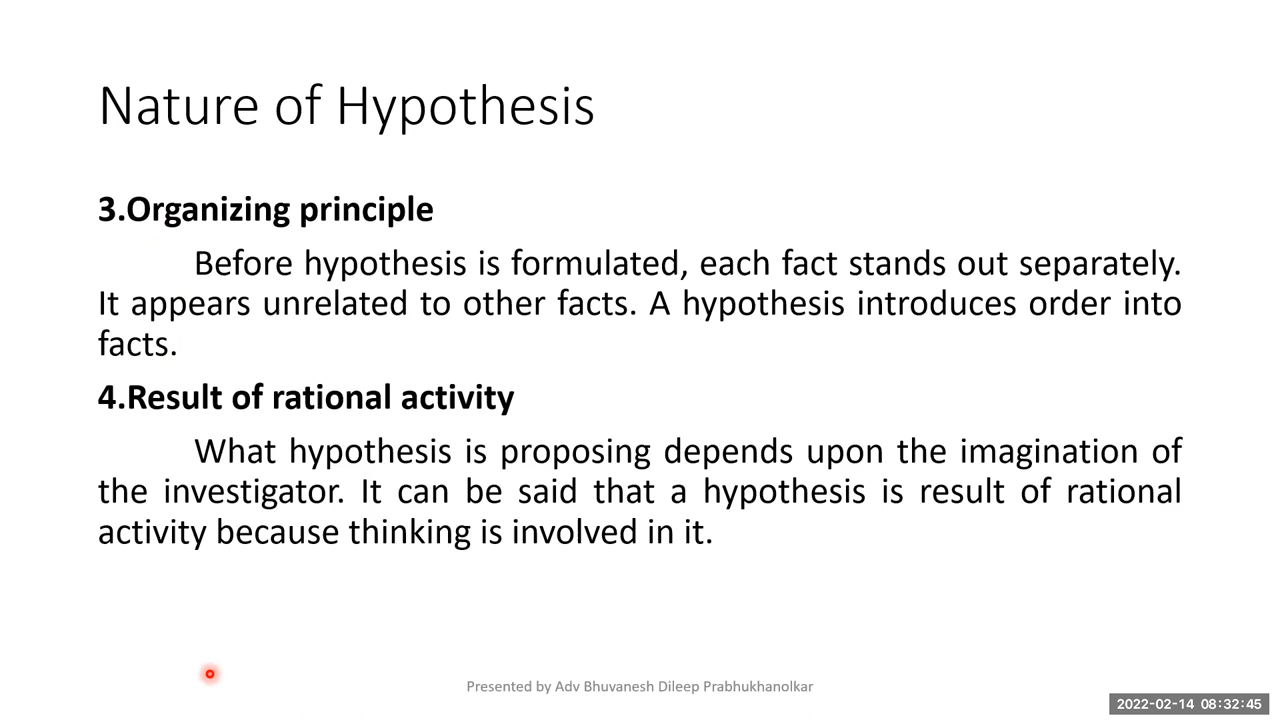 Nature of Hypothesis
3.Organizing principle
Before hypothesis is formulated, each fact stands out separately.
It appears unrelated to other facts. A hypothesis introduces order into
facts.
4.Result of rational activity
What hypothesis is proposing depends upon the imagination of
the investigator. It can be said that a hypothesis is result of rational
activity because thinking is involved in it.
Presented by Adv Bhuvanesh Dileep Prabhukhanolkar
2022-02-14 08:32:45